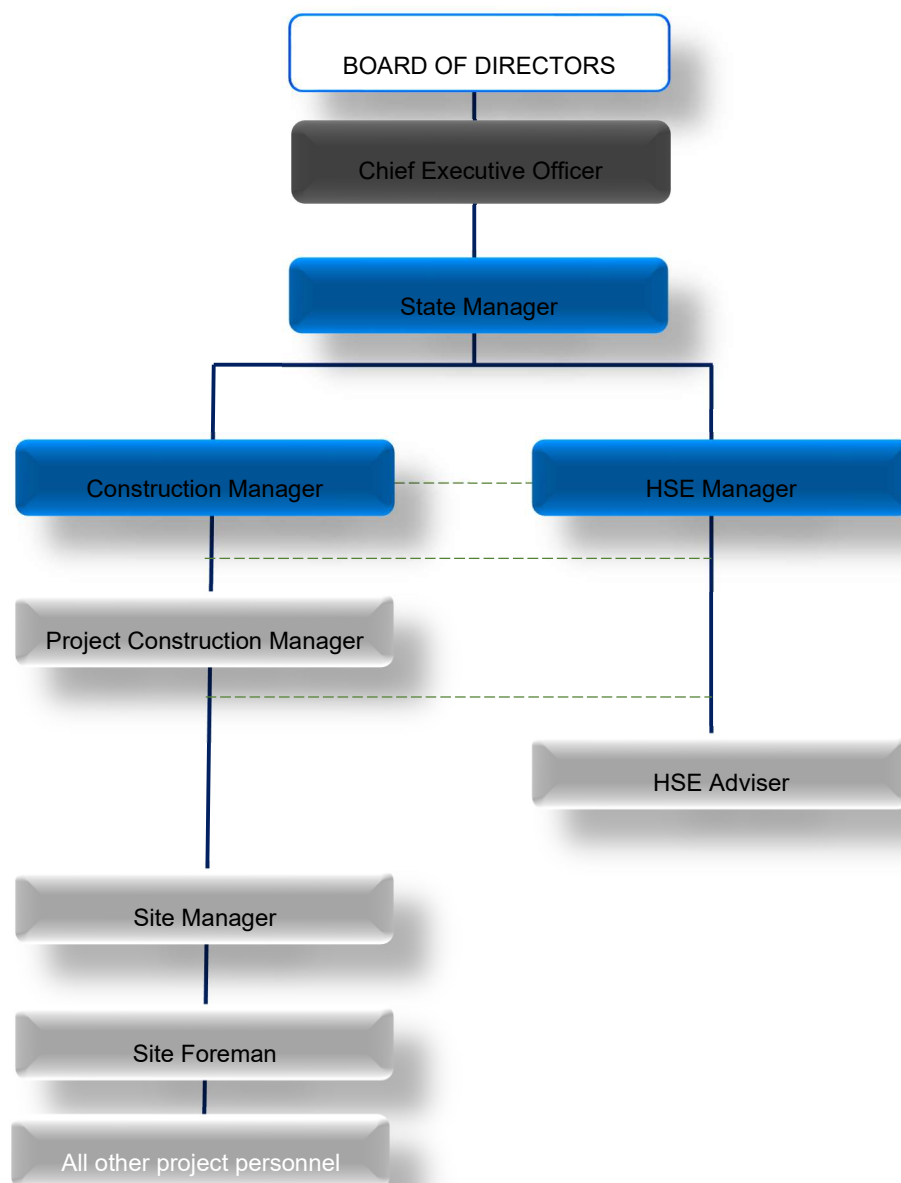 BOARD OF DIRECTORS
Chief Executive Officer
State Manager
Construction Manager
HSE Manager
Project Construction Manager
HSE Adviser
Site Manager
Site Foreman
All other project personnel